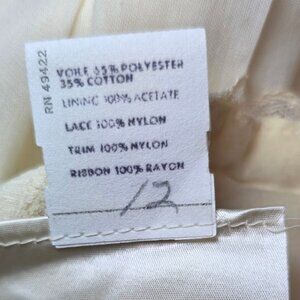 RN 49422
VOILE 65% POLYESTER
35% COTTON
LINING 100% ACETATE
LACE 100% NYLON
TRIM 100% NYLON
RIBBON 100% RAYON
12